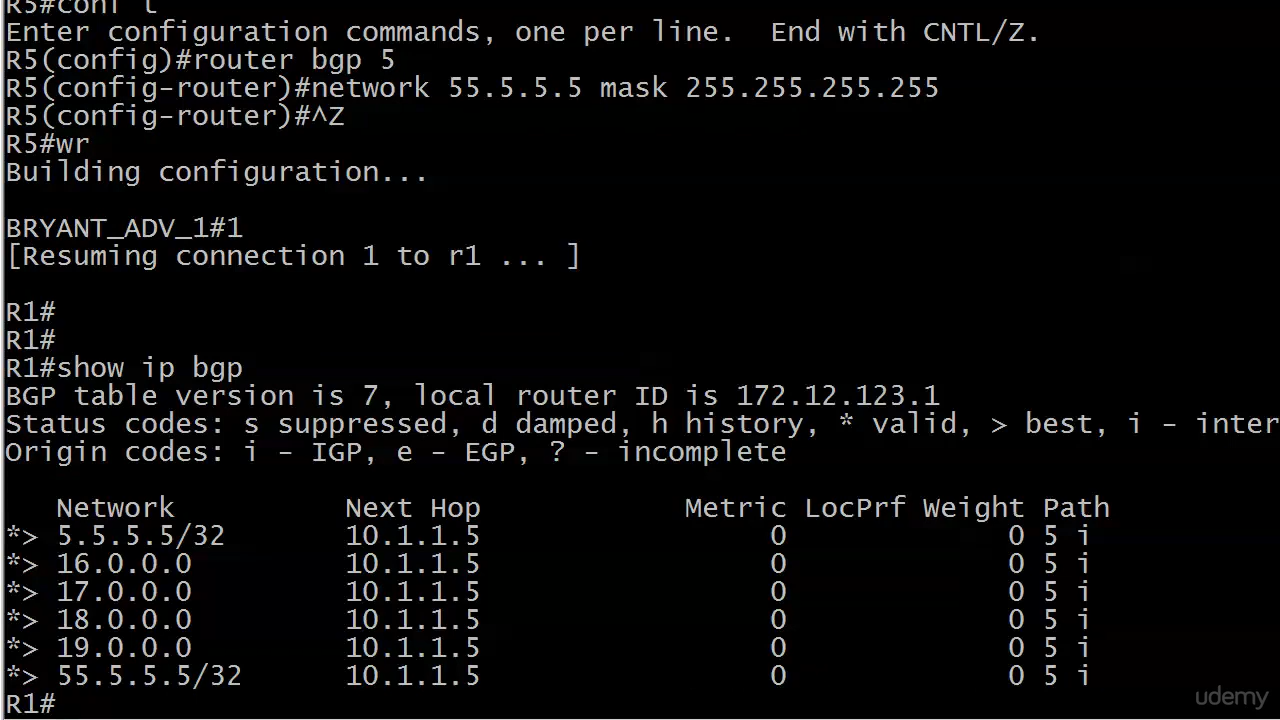 R5#conf t
Enter configuration commands, one per line.  End with CNTL/Z.
R5(config)#router bgp 5
R5(config-router)#network 55.5.5.5 mask 255.255.255.255
R5(config-router)#^Z
R5#wr
Building configuration...
BRYANT_ADV_1#1
[Resuming connection 1 to r1 ... ]
R1#
R1#
R1#show ip bgp
BGP table version is 7, local router ID is 172.12.123.1
Status codes: s suppressed, d damped, h history, * valid, > best, i - inter
Origin codes: i - IGP, e - EGP, ? - incomplete
   Network          Next Hop            Metric LocPrf Weight Path
*> 5.5.5.5/32       10.1.1.5                 0             0 5 i
*> 16.0.0.0         10.1.1.5                 0             0 5 i
*> 17.0.0.0         10.1.1.5                 0             0 5 i
*> 18.0.0.0         10.1.1.5                 0             0 5 i
*> 19.0.0.0         10.1.1.5                 0             0 5 i
*> 55.5.5.5/32      10.1.1.5                 0             0 5 i
R1#
udemy